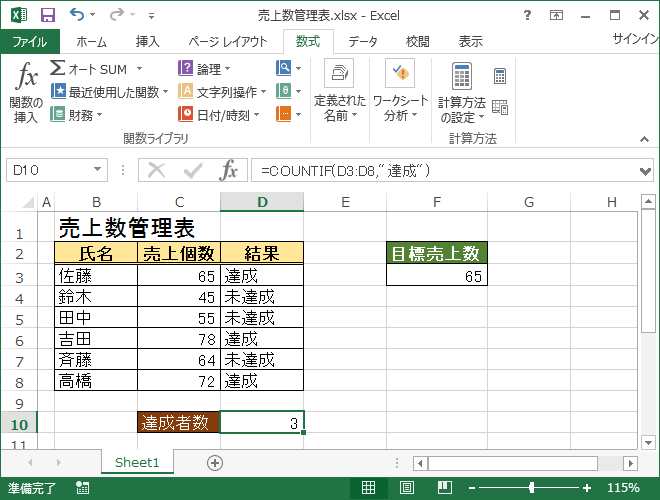 売上数管理表.xlsx - Excel
ファイル ホーム 挿入 ページ レイアウト 数式 データ 校閲 表示 サインイン
fx Σ オート SUM 論理
関数の挿入 最近使用した関数 文字列操作 θ 定義された名前 ワークシート分析 計算方法の設定
財務 日付/時刻
関数ライブラリ 計算方法
D10 fx =COUNTIF(D3:D8,“達成“)
A B C D E F G H
1 売上数管理表
2 氏名 売上個数 結果 目標売上数
3 佐藤 65 達成 65
4 鈴木 45 未達成
5 田中 55 未達成
6 吉田 78 達成
7 斉藤 64 未達成
8 高橋 72 達成
9
10 達成者数 3
11
Sheet1
準備完了 115%